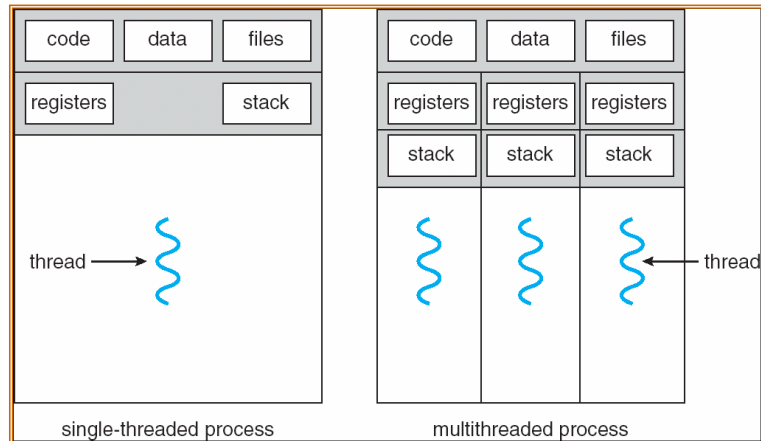 code data files
registers stack
thread
single-threaded process
code data files
registers registers registers
stack stack stack
thread
multithreaded process